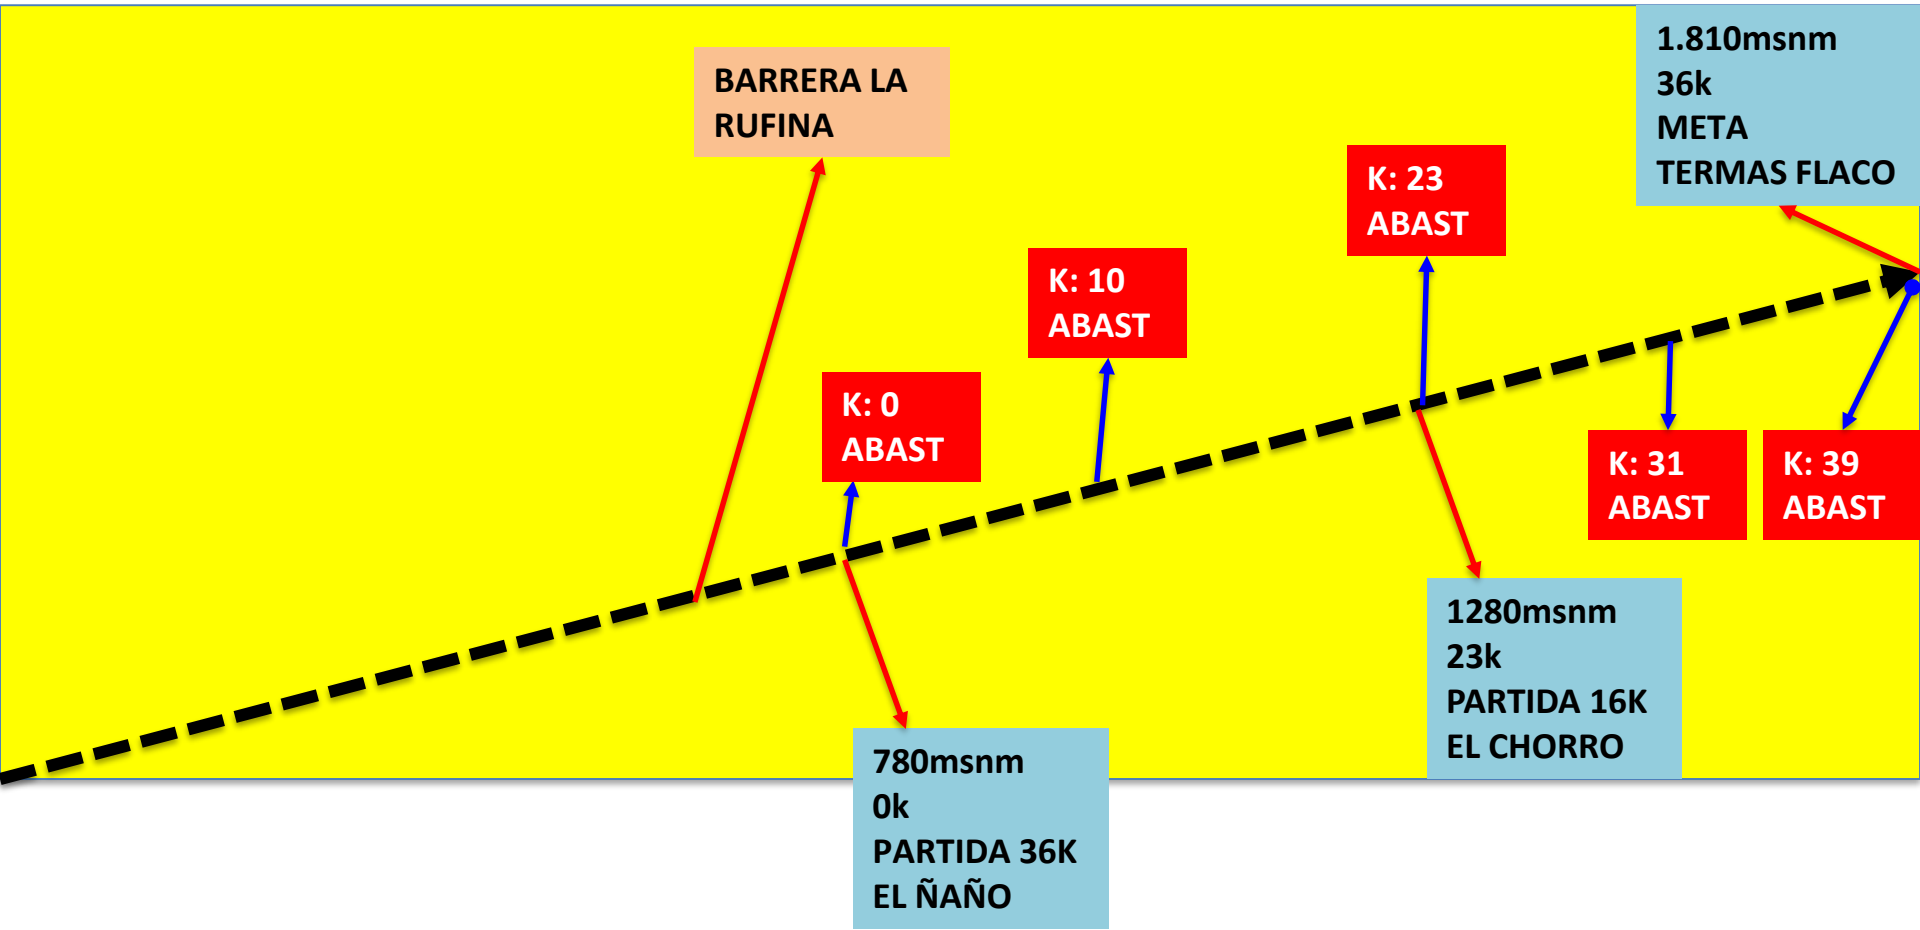 1.810msnm
36k
META
TERMAS FLACO
BARRERA LA
RUFINA
K: 23
ABAST
K: 10
ABAST
K: 0
ABAST
K: 31
ABAST
K: 39
ABAST
1280msnm
23k
PARTIDA 16K
EL CHORRO
780msnm
0k
PARTIDA 36K
EL ÑAÑO